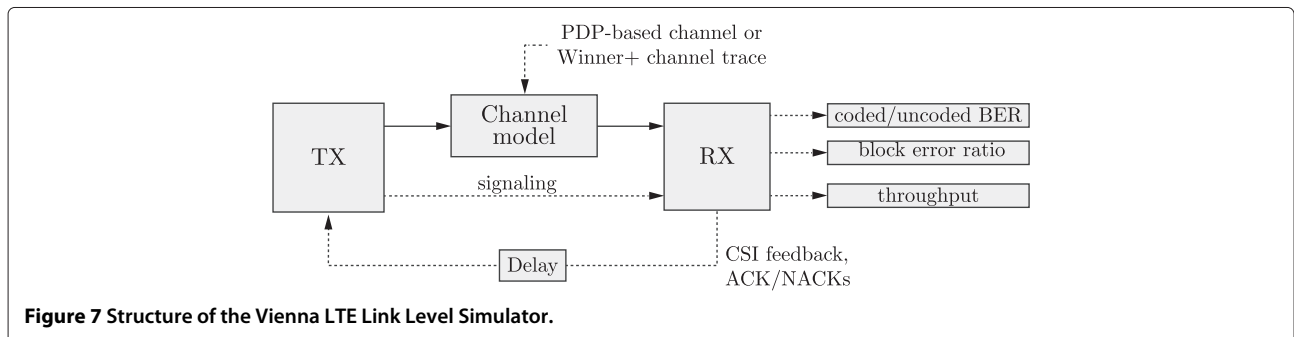 PDP-based channel or
Winner+ channel trace
Channel
model
TX
RX
coded/uncoded BER
block error ratio
throughput
signaling
Delay
CSI feedback,
ACK/NACKs
Figure 7 Structure of the Vienna LTE Link Level Simulator.